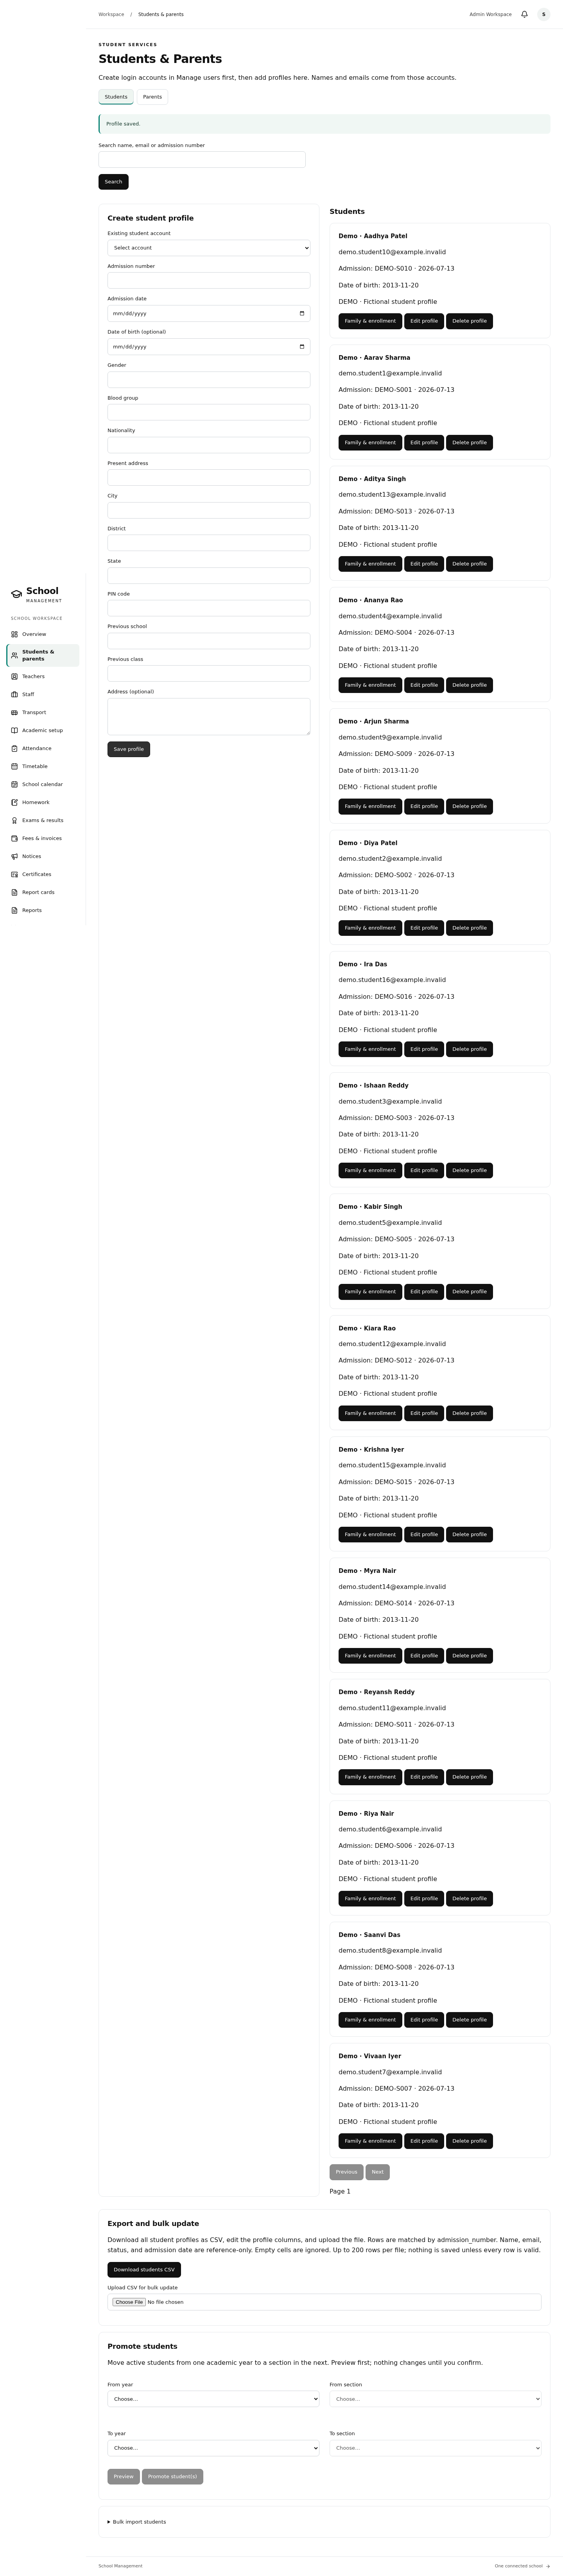 Workspace / Students & parents
Admin Workspace S
STUDENT SERVICES
Students & Parents
Create login accounts in Manage users first, then add profiles here. Names and emails come from those accounts.
Students Parents
Profile saved.
Search name, email or admission number
Search
School
MANAGEMENT
SCHOOL WORKSPACE
Overview
Students &
parents
Teachers
Staff
Transport
Academic setup
Attendance
Timetable
School calendar
Homework
Exams & results
Fees & invoices
Notices
Certificates
Report cards
Reports
Create student profile
Existing student account
Select account
Admission number
Admission date
mm/dd/yyyy
Date of birth (optional)
mm/dd/yyyy
Gender
Blood group
Nationality
Present address
City
District
State
PIN code
Previous school
Previous class
Address (optional)
Save profile
Students
Demo · Aadhya Patel
demo.student10@example.invalid
Admission: DEMO-S010 · 2026-07-13
Date of birth: 2013-11-20
DEMO · Fictional student profile
Family & enrollment Edit profile Delete profile
Demo · Aarav Sharma
demo.student1@example.invalid
Admission: DEMO-S001 · 2026-07-13
Date of birth: 2013-11-20
DEMO · Fictional student profile
Family & enrollment Edit profile Delete profile
Demo · Aditya Singh
demo.student13@example.invalid
Admission: DEMO-S013 · 2026-07-13
Date of birth: 2013-11-20
DEMO · Fictional student profile
Family & enrollment Edit profile Delete profile
Demo · Ananya Rao
demo.student4@example.invalid
Admission: DEMO-S004 · 2026-07-13
Date of birth: 2013-11-20
DEMO · Fictional student profile
Family & enrollment Edit profile Delete profile
Demo · Arjun Sharma
demo.student9@example.invalid
Admission: DEMO-S009 · 2026-07-13
Date of birth: 2013-11-20
DEMO · Fictional student profile
Family & enrollment Edit profile Delete profile
Demo · Diya Patel
demo.student2@example.invalid
Admission: DEMO-S002 · 2026-07-13
Date of birth: 2013-11-20
DEMO · Fictional student profile
Family & enrollment Edit profile Delete profile
Demo · Ira Das
demo.student16@example.invalid
Admission: DEMO-S016 · 2026-07-13
Date of birth: 2013-11-20
DEMO · Fictional student profile
Family & enrollment Edit profile Delete profile
Demo · Ishaan Reddy
demo.student3@example.invalid
Admission: DEMO-S003 · 2026-07-13
Date of birth: 2013-11-20
DEMO · Fictional student profile
Family & enrollment Edit profile Delete profile
Demo · Kabir Singh
demo.student5@example.invalid
Admission: DEMO-S005 · 2026-07-13
Date of birth: 2013-11-20
DEMO · Fictional student profile
Family & enrollment Edit profile Delete profile
Demo · Kiara Rao
demo.student12@example.invalid
Admission: DEMO-S012 · 2026-07-13
Date of birth: 2013-11-20
DEMO · Fictional student profile
Family & enrollment Edit profile Delete profile
Demo · Krishna Iyer
demo.student15@example.invalid
Admission: DEMO-S015 · 2026-07-13
Date of birth: 2013-11-20
DEMO · Fictional student profile
Family & enrollment Edit profile Delete profile
Demo · Myra Nair
demo.student14@example.invalid
Admission: DEMO-S014 · 2026-07-13
Date of birth: 2013-11-20
DEMO · Fictional student profile
Family & enrollment Edit profile Delete profile
Demo · Reyansh Reddy
demo.student11@example.invalid
Admission: DEMO-S011 · 2026-07-13
Date of birth: 2013-11-20
DEMO · Fictional student profile
Family & enrollment Edit profile Delete profile
Demo · Riya Nair
demo.student6@example.invalid
Admission: DEMO-S006 · 2026-07-13
Date of birth: 2013-11-20
DEMO · Fictional student profile
Family & enrollment Edit profile Delete profile
Demo · Saanvi Das
demo.student8@example.invalid
Admission: DEMO-S008 · 2026-07-13
Date of birth: 2013-11-20
DEMO · Fictional student profile
Family & enrollment Edit profile Delete profile
Demo · Vivaan Iyer
demo.student7@example.invalid
Admission: DEMO-S007 · 2026-07-13
Date of birth: 2013-11-20
DEMO · Fictional student profile
Family & enrollment Edit profile Delete profile
Previous Next
Page 1
Export and bulk update
Download all student profiles as CSV, edit the profile columns, and upload the file. Rows are matched by admission_number. Name, email,
status, and admission date are reference-only. Empty cells are ignored. Up to 200 rows per file; nothing is saved unless every row is valid.
Download students CSV
Upload CSV for bulk update
Choose File No file chosen
Promote students
Move active students from one academic year to a section in the next. Preview first; nothing changes until you confirm.
From year From section
Choose... Choose...
To year To section
Choose... Choose...
Preview Promote student(s)
Bulk import students
School Management
One connected school →